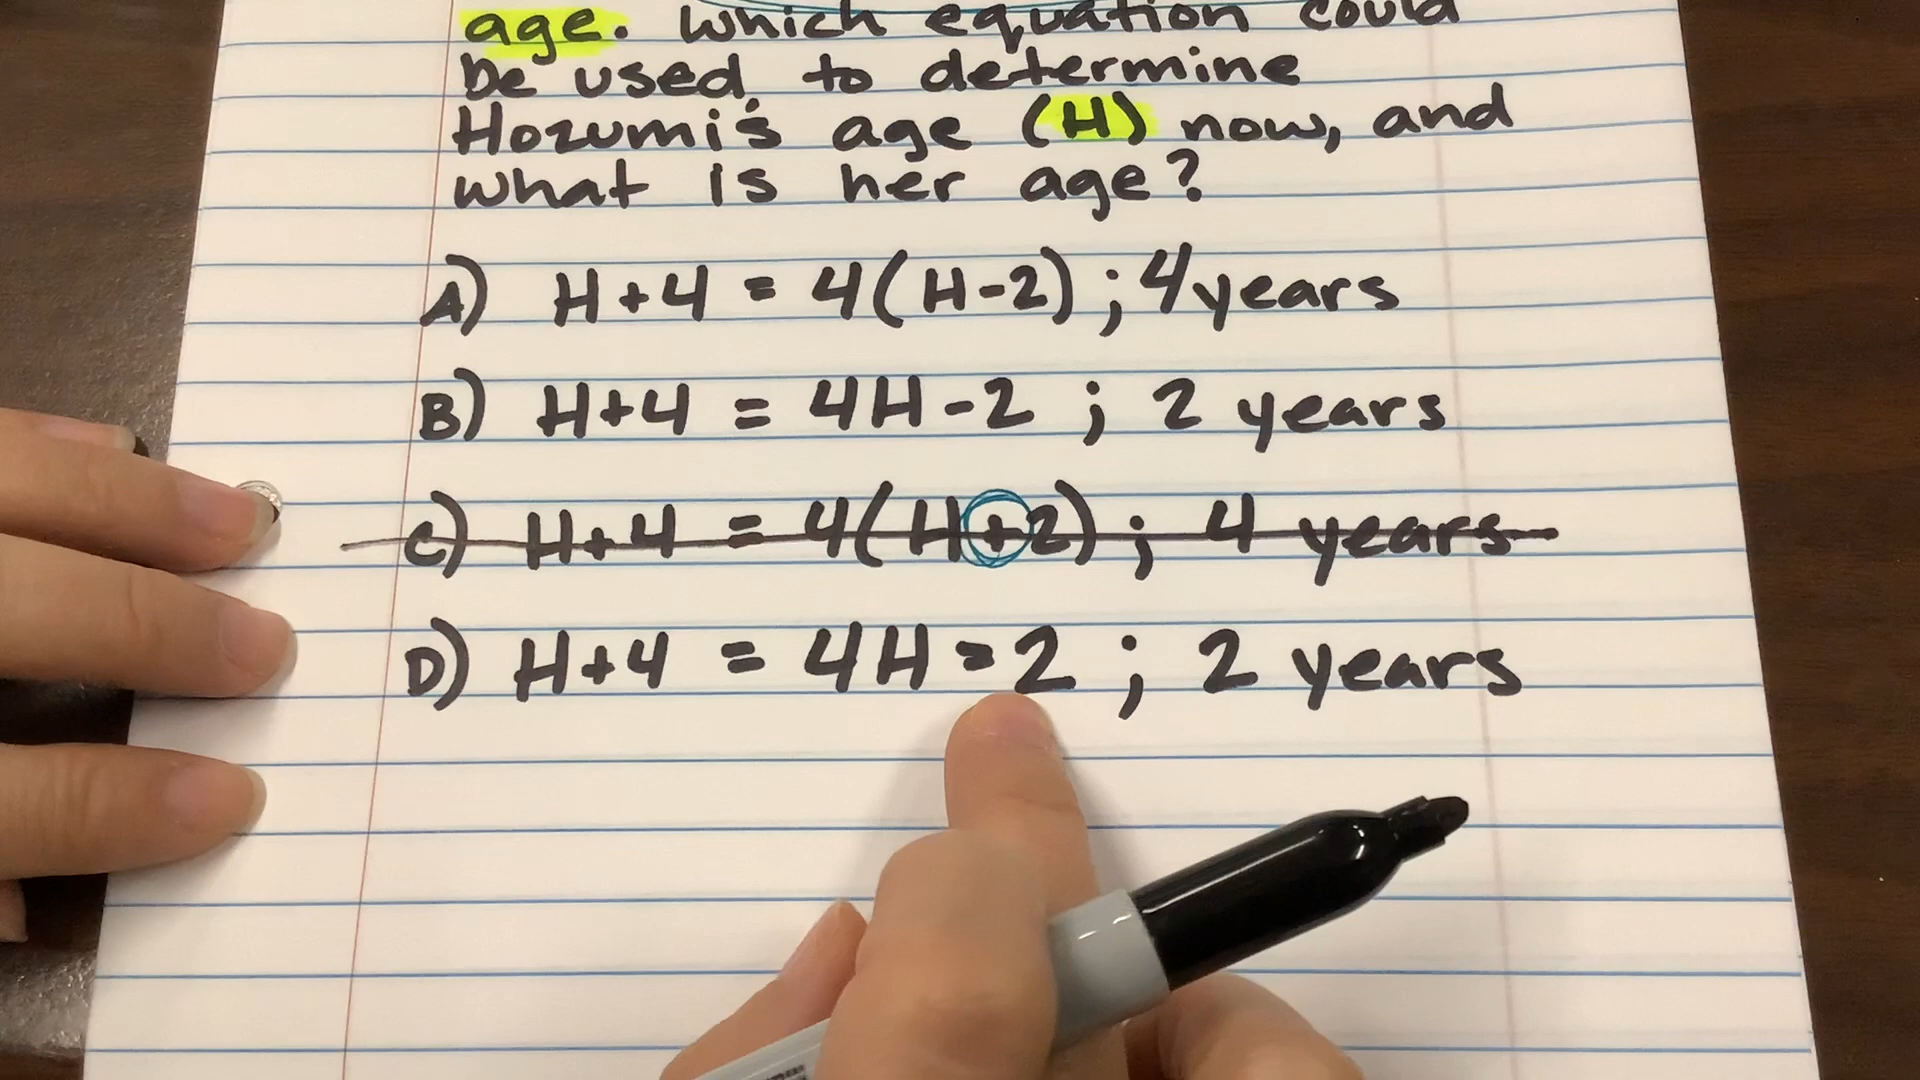 age. Which equation could
be used to determine
Hozumi's age (H) now, and
what is her age?
A) H+4 = 4(H-2) ; 4 years
B) H+4 = 4H-2 ; 2 years
C) H+4 = 4(H+2) ; 4 years
D) H+4 = 4H-2 ; 2 years